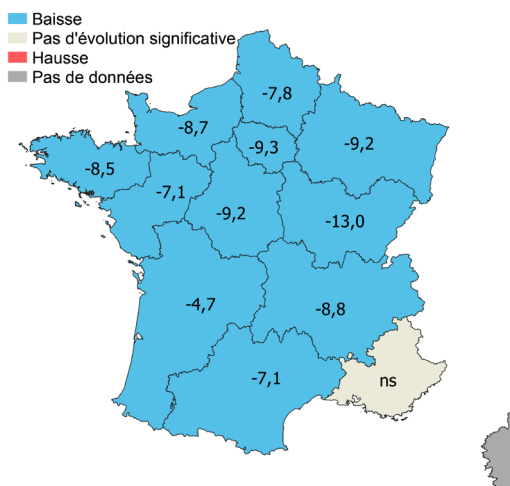 Baisse
Pas d'évolution significative
Hausse
Pas de données
-7,8
-8,7
-9,3
-9,2
-8,5
-7,1
-9,2
-13,0
-4,7
-8,8
-7,1
ns